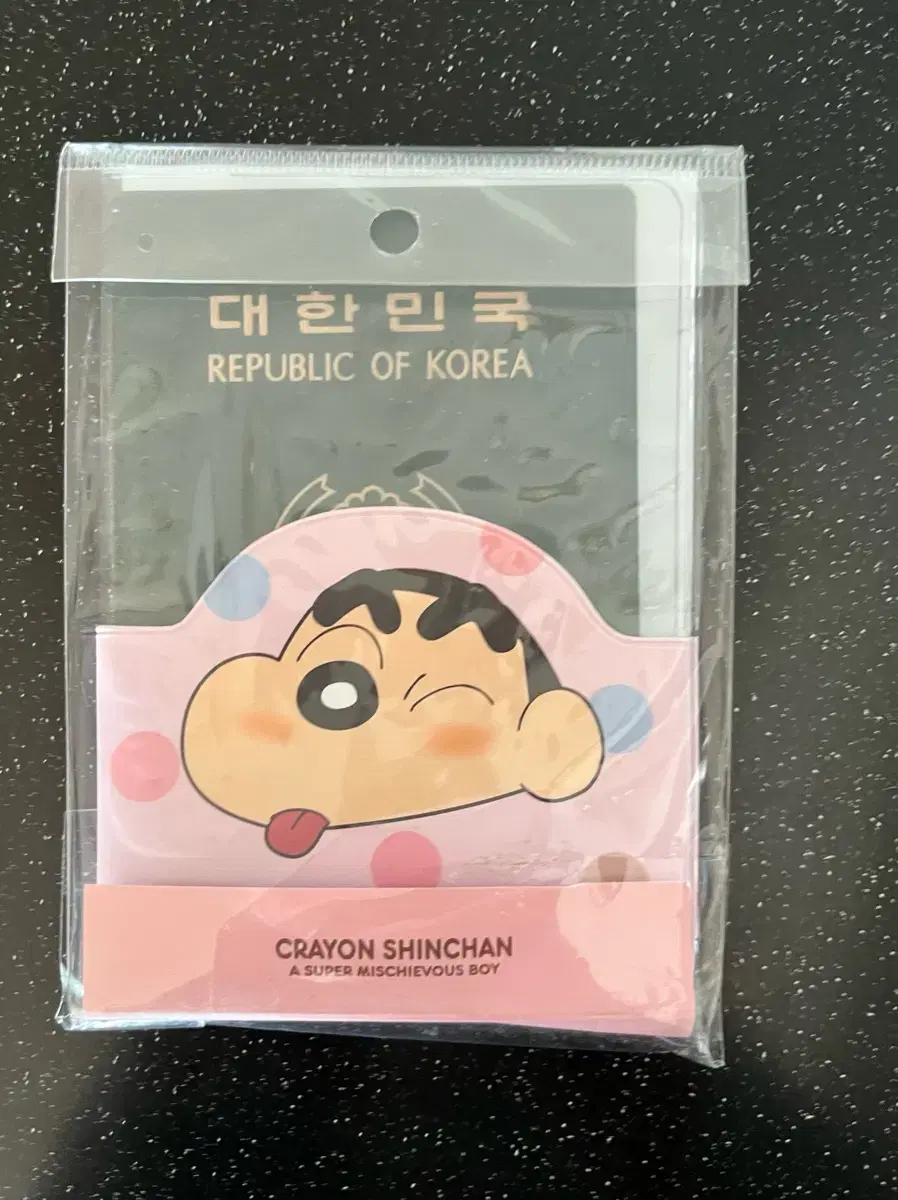 대한민국
REPUBLIC OF KOREA
CRAYON SHINCHAN
A SUPER MISCHIEVOUS BOY